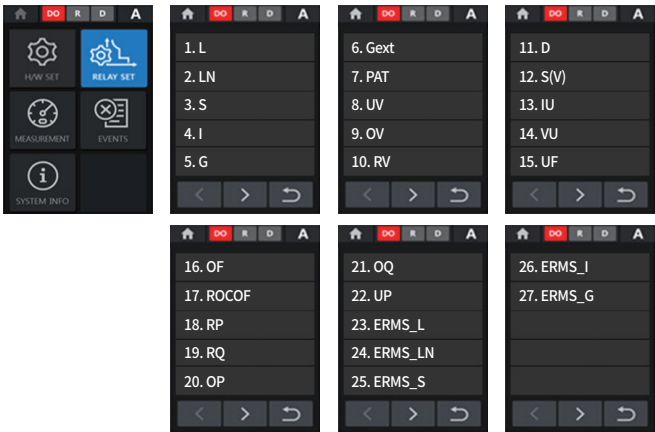 DO R D A
H/W SET RELAY SET
MEASUREMENT EVENTS
SYSTEM INFO
DO R D A
1. L
2. LN
3. S
4. I
5. G
DO R D A
6. Gext
7. PAT
8. UV
9. OV
10. RV
DO R D A
11. D
12. S(V)
13. IU
14. VU
15. UF
DO R D A
16. OF
17. ROCOF
18. RP
19. RQ
20. OP
DO R D A
21. OQ
22. UP
23. ERMS_L
24. ERMS_LN
25. ERMS_S
DO R D A
26. ERMS_I
27. ERMS_G